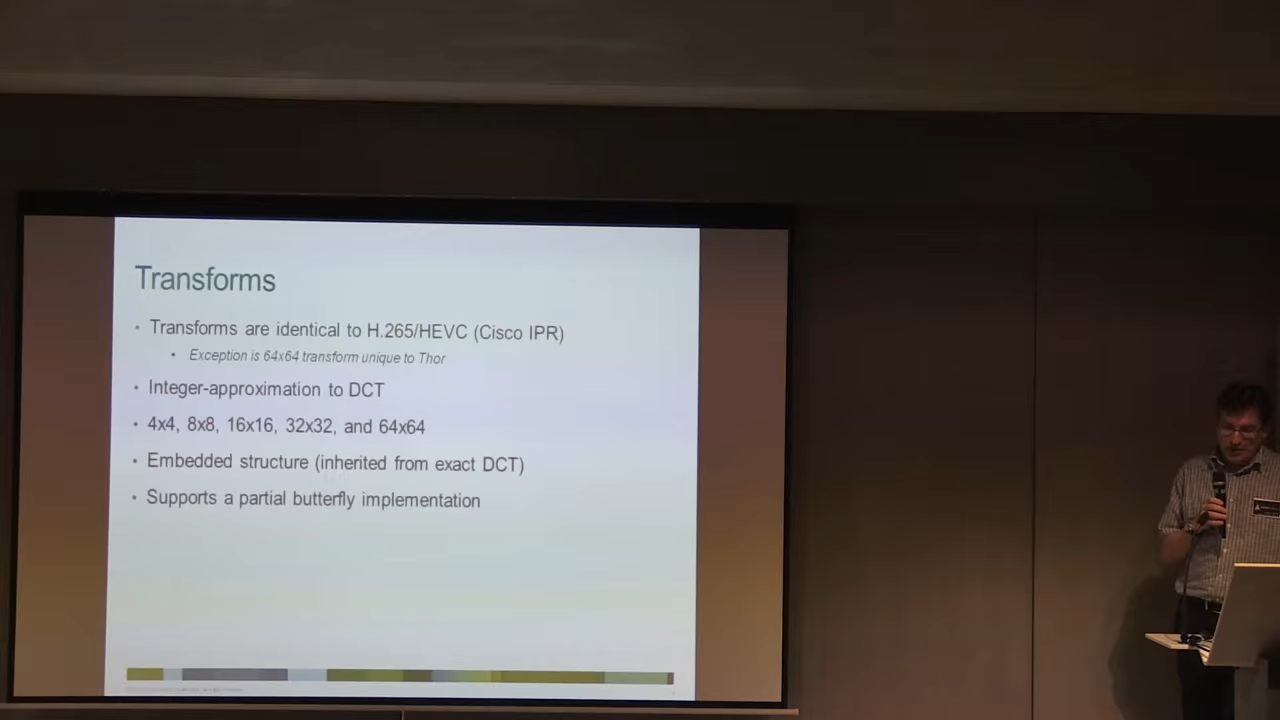 Transforms
• Transforms are identical to H.265/HEVC (Cisco IPR)
• Exception is 64x64 transform unique to Thor
• Integer-approximation to DCT
• 4x4, 8x8, 16x16, 32x32, and 64x64
• Embedded structure (inherited from exact DCT)
• Supports a partial butterfly implementation